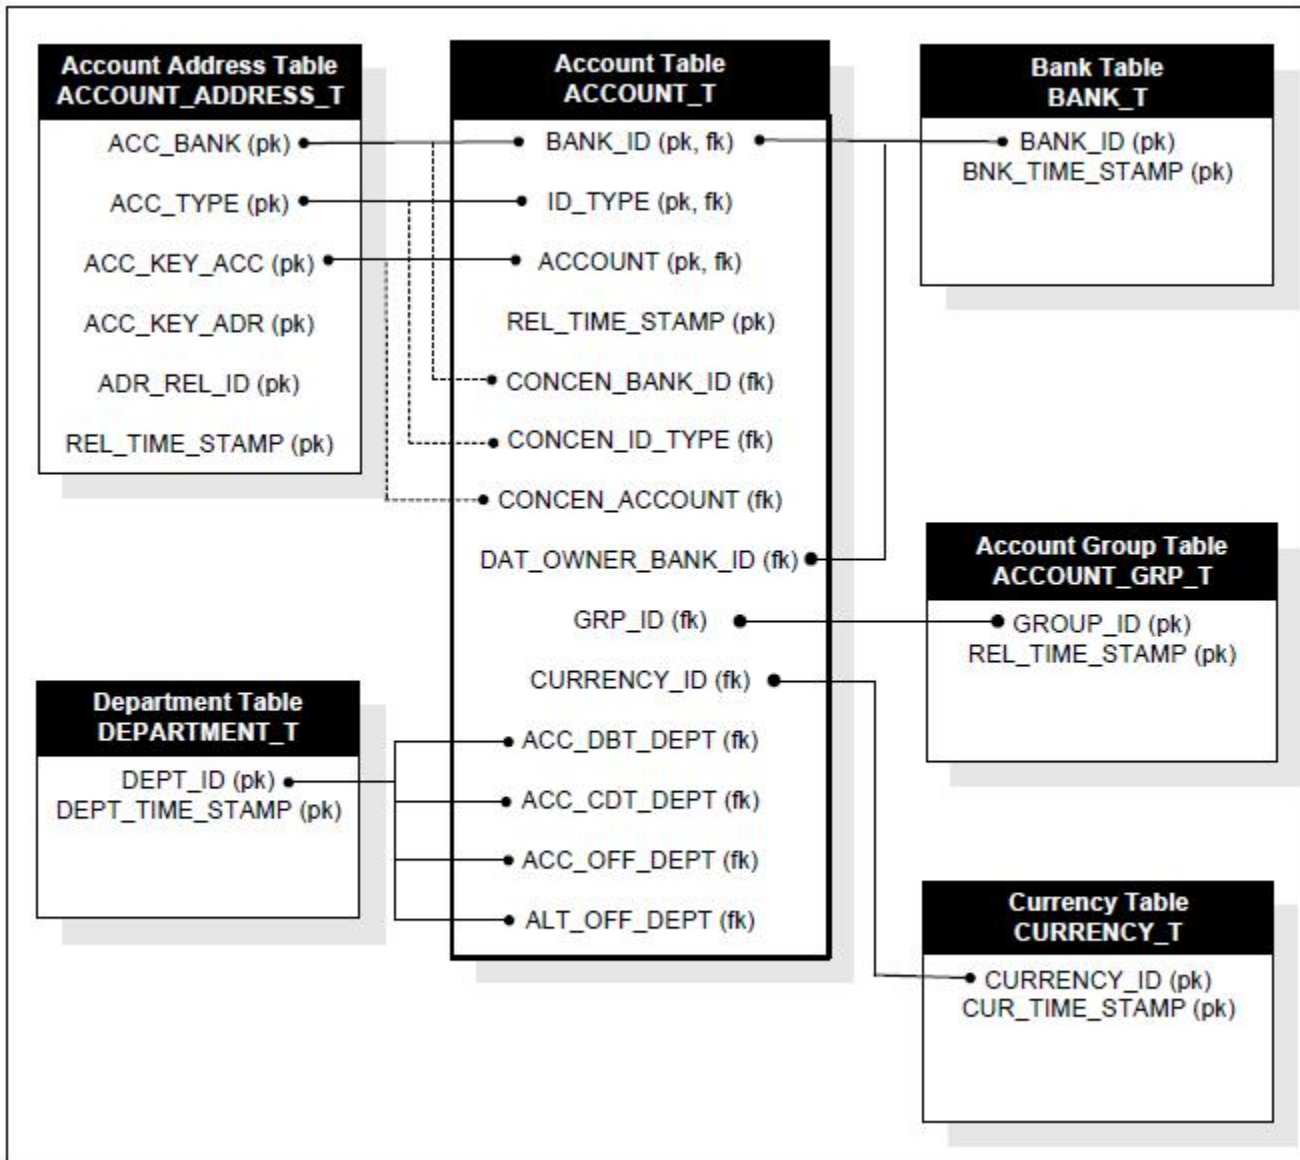 Account Address Table
ACCOUNT_ADDRESS_T
ACC_BANK (pk)
ACC_TYPE (pk)
ACC_KEY_ACC (pk)
ACC_KEY_ADR (pk)
ADR_REL_ID (pk)
REL_TIME_STAMP (pk)
Account Table
ACCOUNT_T
BANK_ID (pk, fk)
ID_TYPE (pk, fk)
ACCOUNT (pk, fk)
REL_TIME_STAMP (pk)
CONCEN_BANK_ID (fk)
CONCEN_ID_TYPE (fk)
CONCEN_ACCOUNT (fk)
DAT_OWNER_BANK_ID (fk)
GRP_ID (fk)
CURRENCY_ID (fk)
ACC_DBT_DEPT (fk)
ACC_CDT_DEPT (fk)
ACC_OFF_DEPT (fk)
ALT_OFF_DEPT (fk)
Bank Table
BANK_T
BANK_ID (pk)
BNK_TIME_STAMP (pk)
Account Group Table
ACCOUNT_GRP_T
GROUP_ID (pk)
REL_TIME_STAMP (pk)
Department Table
DEPARTMENT_T
DEPT_ID (pk)
DEPT_TIME_STAMP (pk)
Currency Table
CURRENCY_T
CURRENCY_ID (pk)
CUR_TIME_STAMP (pk)